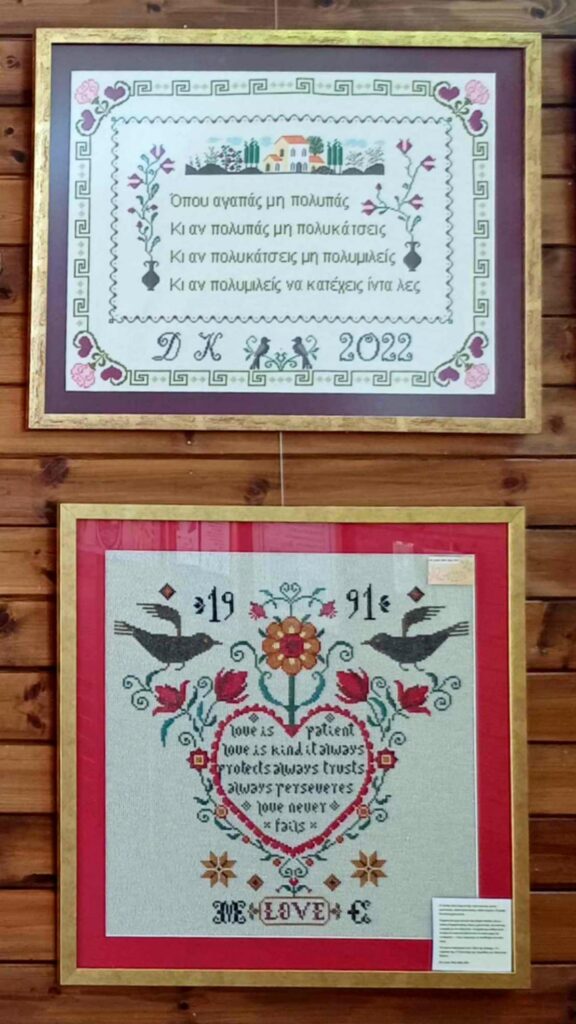 Όπου αγαπάς μη πολυπάς
Κι αν πολυπάς μη πολυκάτσεις
Κι αν πολυκάτσεις μη πολυμιλείς
Κι αν πολυμιλείς να κατέχεις ίντα λες
D K 2022
19 91
love is patient
love is kind it always
protects always trusts
always perseveres
love never
fails
M LOVE E